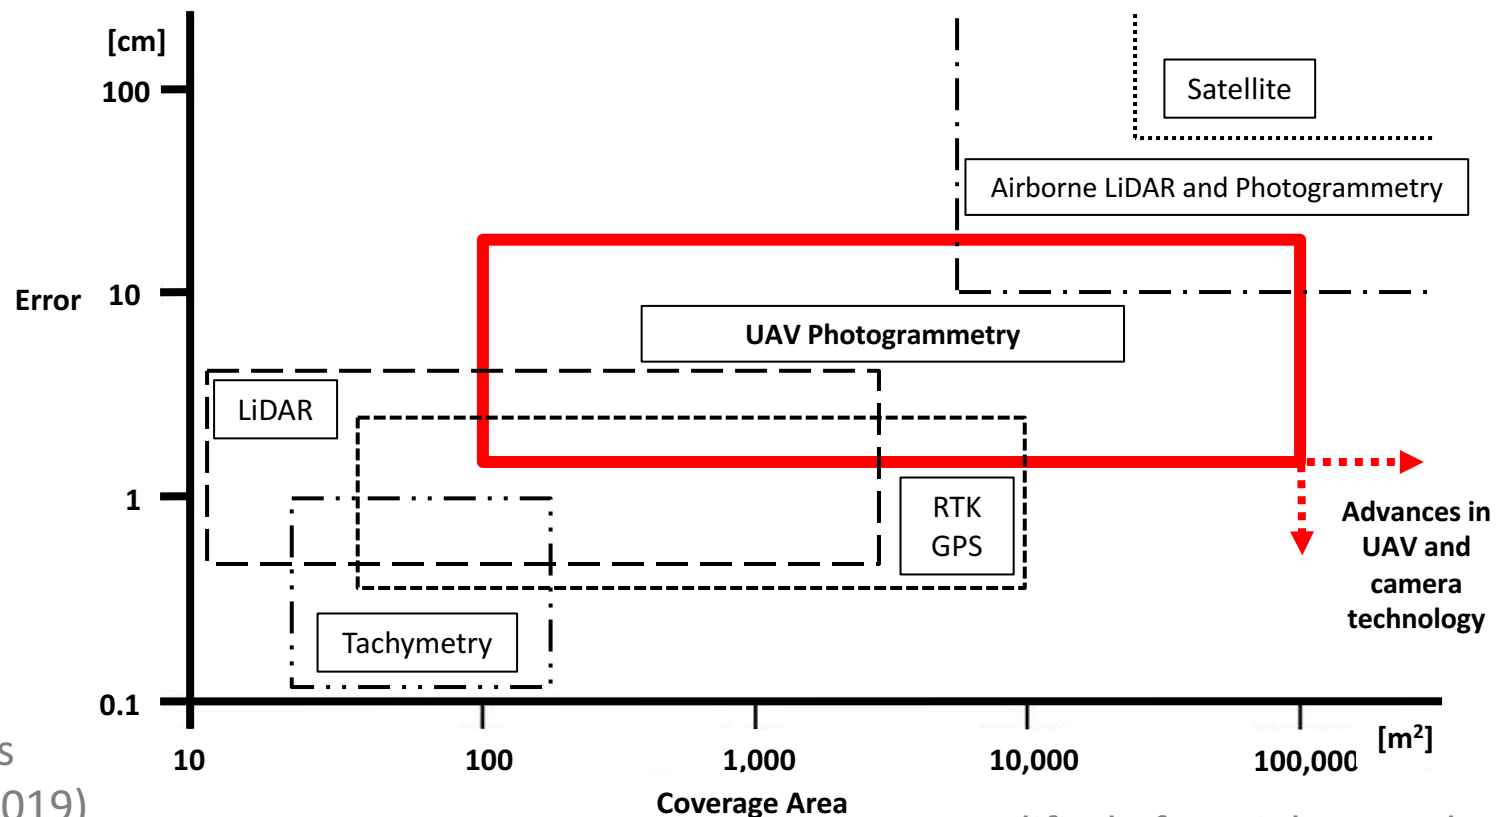 [cm]
100
Satellite
Airborne LiDAR and Photogrammetry
Error
10
UAV Photogrammetry
LiDAR
1
RTK
GPS
Advances in
UAV and
camera
technology
Tachymetry
0.1
[m²]
10
100
1,000
10,000
100,000
Coverage Area
019)